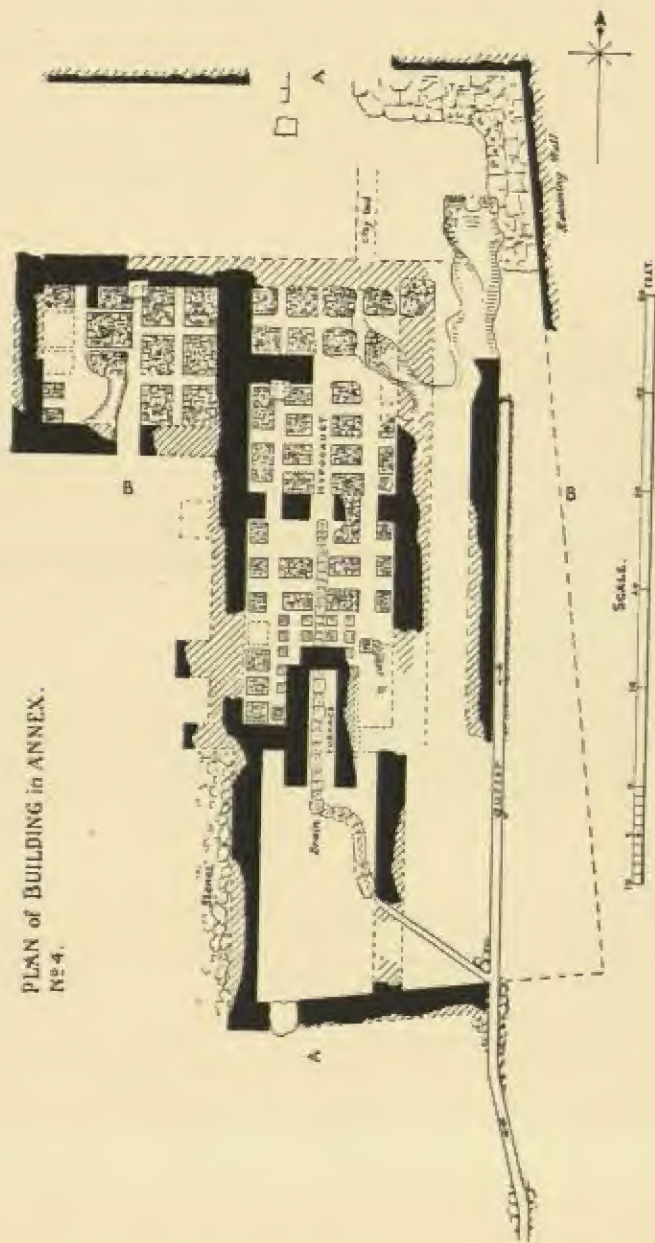 PLAN of BUILDING in ANNEX.
Nº 4.
A
B
Stones
Drain
FURNACE
HYPOCAUST
Clay bed
A
B
GUTTER
Retaining Wall
SCALE.
FEET.